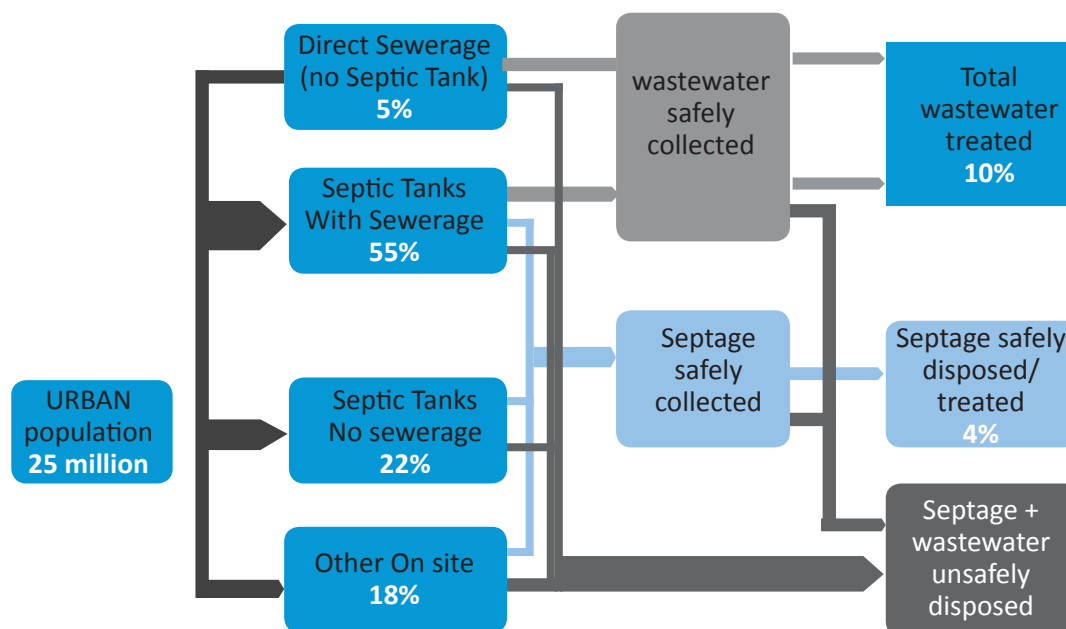 URBAN
population
25 million
Direct Sewerage
(no Septic Tank)
5%
Septic Tanks
With Sewerage
55%
Septic Tanks
No sewerage
22%
Other On site
18%
wastewater
safely
collected
Septage
safely
collected
Total
wastewater
treated
10%
Septage safely
disposed/
treated
4%
Septage +
wastewater
unsafely
disposed